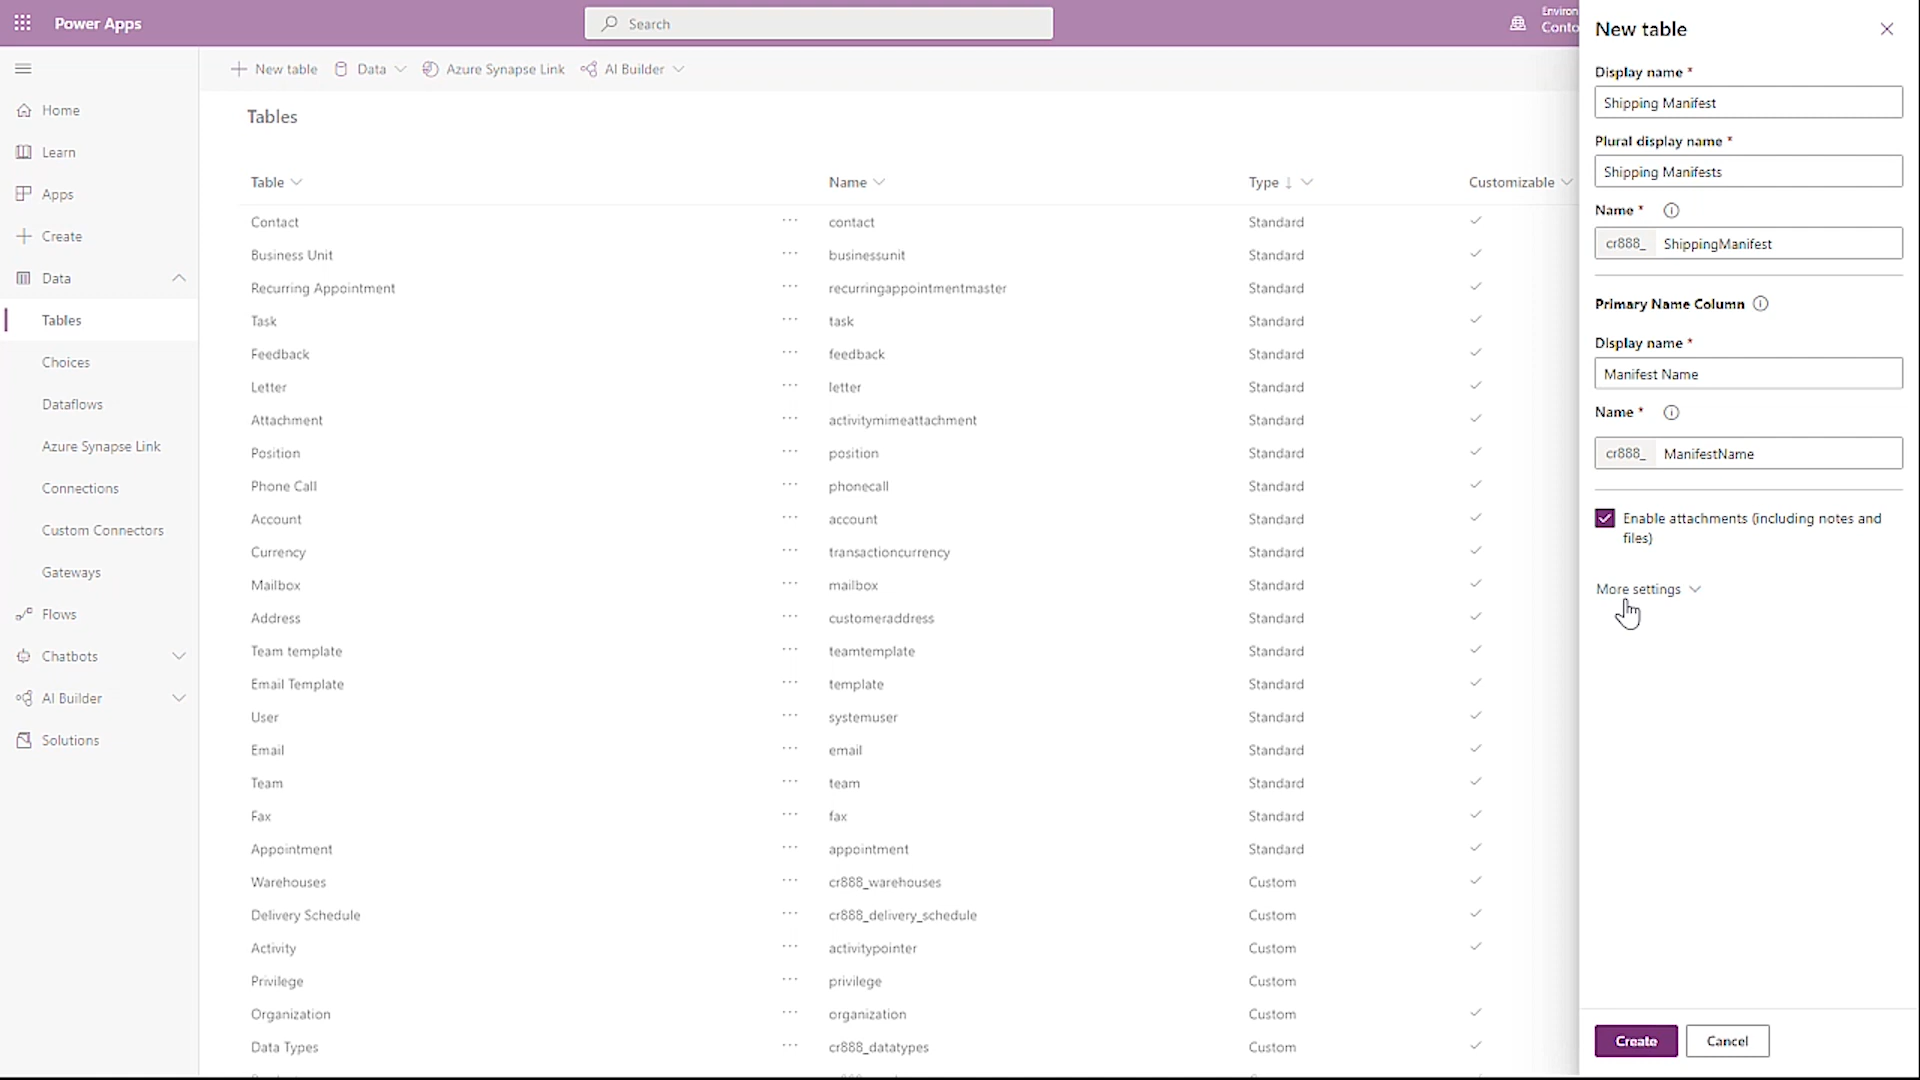 Power Apps
Search
Environ
Conto
New table
Data
Azure Synapse Link
AI Builder
Home
Learn
Apps
Create
Data
Tables
Choices
Dataflows
Azure Synapse Link
Connections
Custom Connectors
Gateways
Flows
Chatbots
AI Builder
Solutions
Tables
Table Name Type Customizable
Contact ... contact Standard
Business Unit ... businessunit Standard
Recurring Appointment ... recurringappointmentmaster Standard
Task ... task Standard
Feedback ... feedback Standard
Letter ... letter Standard
Attachment ... activitymimeattachment Standard
Position ... position Standard
Phone Call ... phonecall Standard
Account ... account Standard
Currency ... transactioncurrency Standard
Mailbox ... mailbox Standard
Address ... customeraddress Standard
Team template ... teamtemplate Standard
Email Template ... template Standard
User ... systemuser Standard
Email ... email Standard
Team ... team Standard
Fax ... fax Standard
Appointment ... appointment Standard
Warehouses ... cr888_warehouses Custom
Delivery Schedule ... cr888_delivery_schedule Custom
Activity ... activitypointer Custom
Privilege ... privilege Custom
Organization ... organization Custom
Data Types ... cr888_datatypes Custom
New table
Display name *
Shipping Manifest
Plural display name *
Shipping Manifests
Name *
cr888_ ShippingManifest
Primary Name Column
Display name *
Manifest Name
Name *
cr888_ ManifestName
Enable attachments (including notes and
files)
More settings
Create Cancel